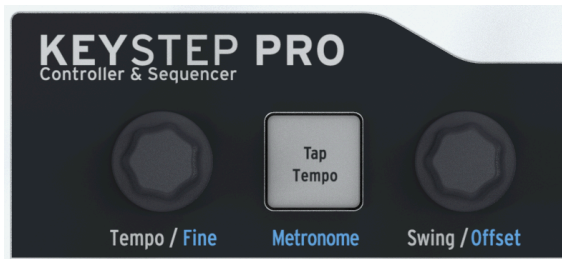 KEYSTEP PRO
Controller & Sequencer
Tap
Tempo
Tempo / Fine
Metronome
Swing / Offset